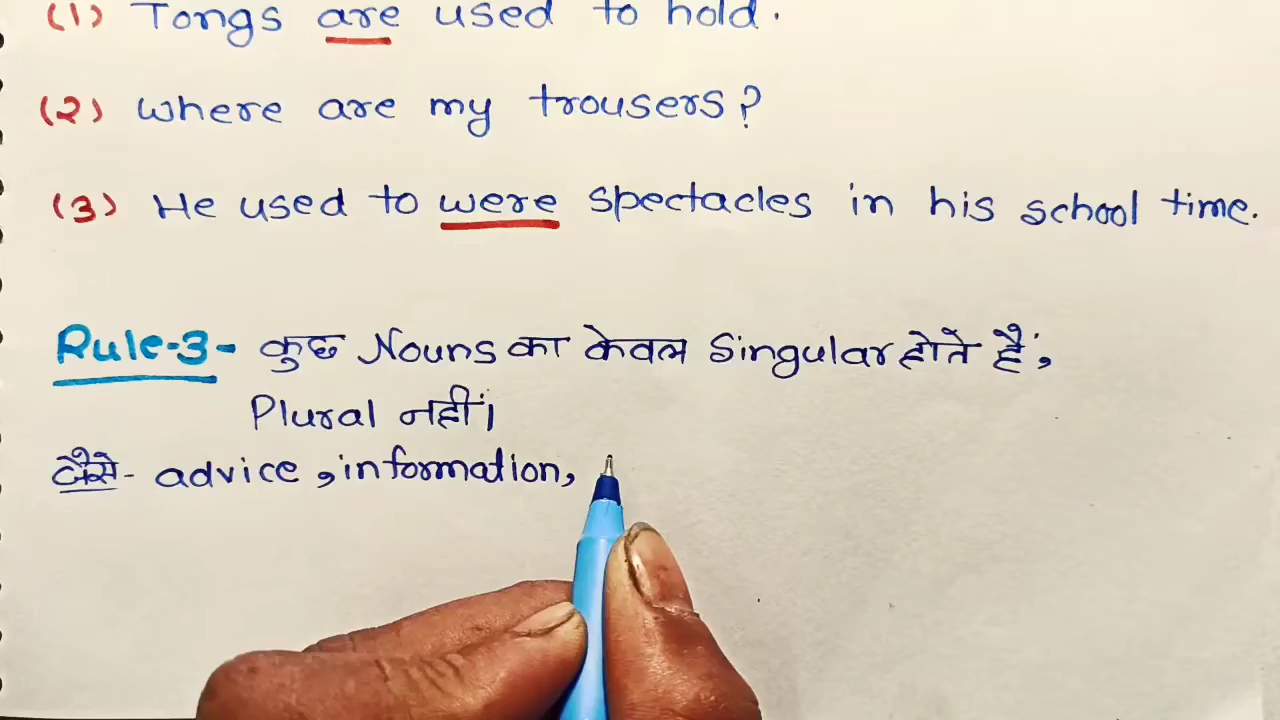 (1) Tongs are used to hold.
(2) Where are my trousers?
(3) He used to were spectacles in his school time.
Rule-3- कुछ Nouns का केवल Singular होते हैं,
Plural नहीं।
जैसे- advice, information,